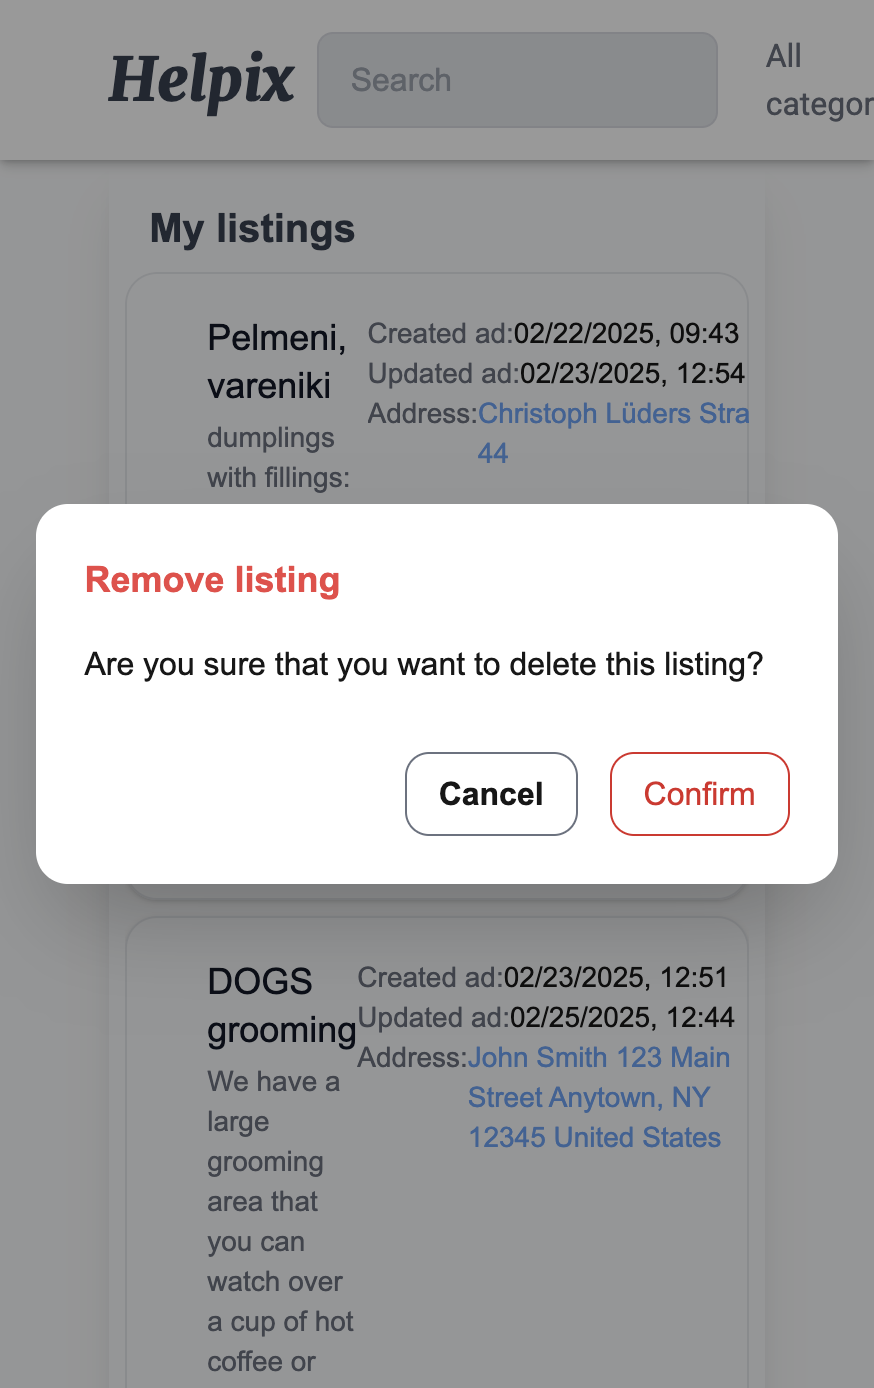 Helpix
Search
All
categor
My listings
Pelmeni,
vareniki
dumplings
with fillings:
Created ad:02/22/2025, 09:43
Updated ad:02/23/2025, 12:54
Address:Christoph Lüders Stra
44
Remove listing
Are you sure that you want to delete this listing?
Cancel
Confirm
DOGS
grooming
We have a
large
grooming
area that
you can
watch over
a cup of hot
coffee or
Created ad:02/23/2025, 12:51
Updated ad:02/25/2025, 12:44
Address:John Smith 123 Main
Street Anytown, NY
12345 United States